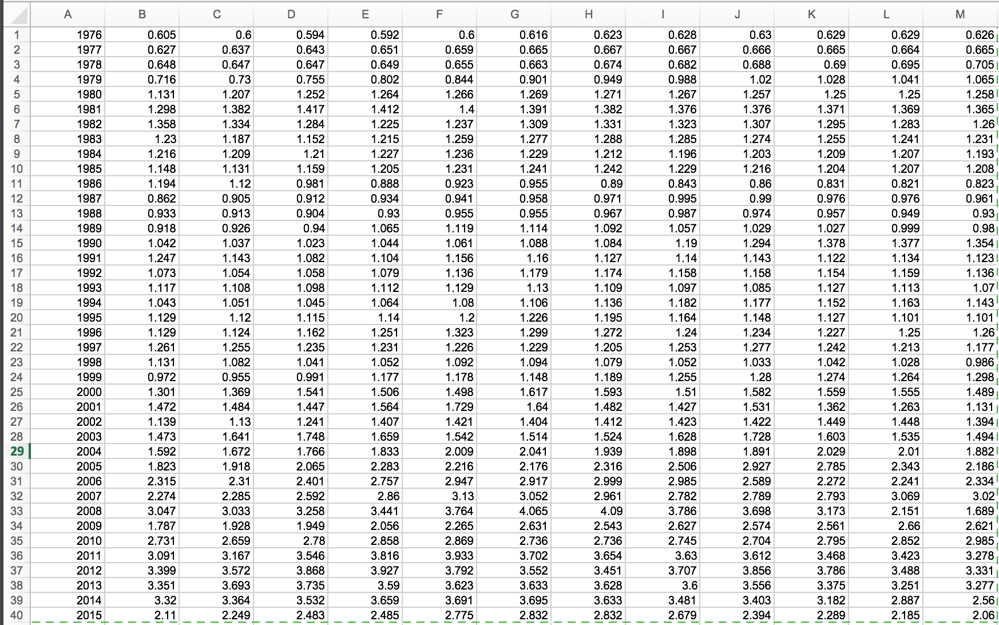 A B C D E F G H I J K L M
1 1976 0.605 0.6 0.594 0.592 0.6 0.616 0.623 0.628 0.63 0.629 0.629 0.626
2 1977 0.627 0.637 0.643 0.651 0.659 0.665 0.667 0.667 0.666 0.665 0.664 0.665
3 1978 0.648 0.647 0.647 0.649 0.655 0.663 0.674 0.682 0.688 0.69 0.695 0.705
4 1979 0.716 0.73 0.755 0.802 0.844 0.901 0.949 0.988 1.02 1.028 1.041 1.065
5 1980 1.131 1.207 1.252 1.264 1.266 1.269 1.271 1.267 1.257 1.25 1.25 1.258
6 1981 1.298 1.382 1.417 1.412 1.4 1.391 1.382 1.376 1.376 1.371 1.369 1.365
7 1982 1.358 1.334 1.284 1.225 1.237 1.309 1.331 1.323 1.307 1.295 1.283 1.26
8 1983 1.23 1.187 1.152 1.215 1.259 1.277 1.288 1.285 1.274 1.255 1.241 1.231
9 1984 1.216 1.209 1.21 1.227 1.236 1.229 1.212 1.196 1.203 1.209 1.207 1.193
10 1985 1.148 1.131 1.159 1.205 1.231 1.241 1.242 1.229 1.216 1.204 1.207 1.208
11 1986 1.194 1.12 0.981 0.888 0.923 0.955 0.89 0.843 0.86 0.831 0.821 0.823
12 1987 0.862 0.905 0.912 0.934 0.941 0.958 0.971 0.995 0.99 0.976 0.976 0.961
13 1988 0.933 0.913 0.904 0.93 0.955 0.955 0.967 0.987 0.974 0.957 0.949 0.93
14 1989 0.918 0.926 0.94 1.065 1.119 1.114 1.092 1.057 1.029 1.027 0.999 0.98
15 1990 1.042 1.037 1.023 1.044 1.061 1.088 1.084 1.19 1.294 1.378 1.377 1.354
16 1991 1.247 1.143 1.082 1.104 1.156 1.16 1.127 1.14 1.143 1.122 1.134 1.123
17 1992 1.073 1.054 1.058 1.079 1.136 1.179 1.174 1.158 1.158 1.154 1.159 1.136
18 1993 1.117 1.108 1.098 1.112 1.129 1.13 1.109 1.097 1.085 1.127 1.113 1.07
19 1994 1.043 1.051 1.045 1.064 1.08 1.106 1.136 1.182 1.177 1.152 1.163 1.143
20 1995 1.129 1.12 1.115 1.14 1.2 1.226 1.195 1.164 1.148 1.127 1.101 1.101
21 1996 1.129 1.124 1.162 1.251 1.323 1.299 1.272 1.24 1.234 1.227 1.25 1.26
22 1997 1.261 1.255 1.235 1.231 1.226 1.229 1.205 1.253 1.277 1.242 1.213 1.177
23 1998 1.131 1.082 1.041 1.052 1.092 1.094 1.079 1.052 1.033 1.042 1.028 0.986
24 1999 0.972 0.955 0.991 1.177 1.178 1.148 1.189 1.255 1.28 1.274 1.264 1.298
25 2000 1.301 1.369 1.541 1.506 1.498 1.617 1.593 1.51 1.582 1.559 1.555 1.489
26 2001 1.472 1.484 1.447 1.564 1.729 1.64 1.482 1.427 1.531 1.362 1.263 1.131
27 2002 1.139 1.13 1.241 1.407 1.421 1.404 1.412 1.423 1.422 1.449 1.448 1.394
28 2003 1.473 1.641 1.748 1.659 1.542 1.514 1.524 1.628 1.728 1.603 1.535 1.494
29 2004 1.592 1.672 1.766 1.833 2.009 2.041 1.939 1.898 1.891 2.029 2.01 1.882
30 2005 1.823 1.918 2.065 2.283 2.216 2.176 2.316 2.506 2.927 2.785 2.343 2.186
31 2006 2.315 2.31 2.401 2.757 2.947 2.917 2.999 2.985 2.589 2.272 2.241 2.334
32 2007 2.274 2.285 2.592 2.86 3.13 3.052 2.961 2.782 2.789 2.793 3.069 3.02
33 2008 3.047 3.033 3.258 3.441 3.764 4.065 4.09 3.786 3.698 3.173 2.151 1.689
34 2009 1.787 1.928 1.949 2.056 2.265 2.631 2.543 2.627 2.574 2.561 2.66 2.621
35 2010 2.731 2.659 2.78 2.858 2.869 2.736 2.736 2.745 2.704 2.795 2.852 2.985
36 2011 3.091 3.167 3.546 3.816 3.933 3.702 3.654 3.63 3.612 3.468 3.423 3.278
37 2012 3.399 3.572 3.868 3.927 3.792 3.552 3.451 3.707 3.856 3.786 3.488 3.331
38 2013 3.351 3.693 3.735 3.59 3.623 3.633 3.628 3.6 3.556 3.375 3.251 3.277
39 2014 3.32 3.364 3.532 3.659 3.691 3.695 3.633 3.481 3.403 3.182 2.887 2.56
40 2015 2.11 2.249 2.483 2.485 2.775 2.832 2.832 2.679 2.394 2.289 2.185 2.06